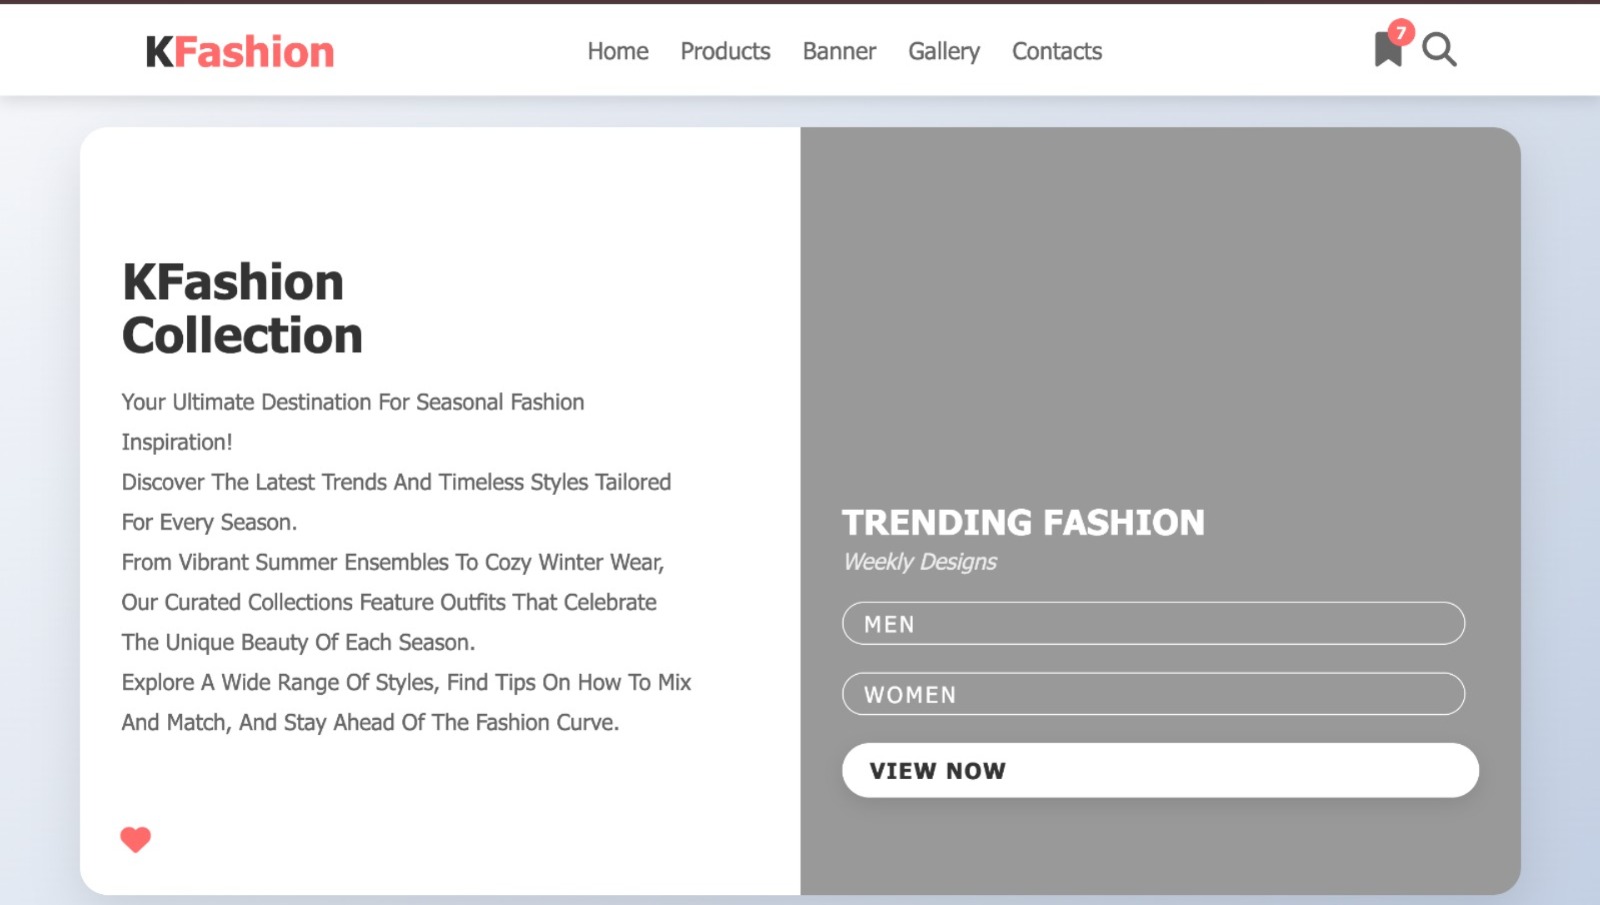 KFashion
Home Products Banner Gallery Contacts
7
KFashion
Collection
Your Ultimate Destination For Seasonal Fashion
Inspiration!
Discover The Latest Trends And Timeless Styles Tailored
For Every Season.
From Vibrant Summer Ensembles To Cozy Winter Wear,
Our Curated Collections Feature Outfits That Celebrate
The Unique Beauty Of Each Season.
Explore A Wide Range Of Styles, Find Tips On How To Mix
And Match, And Stay Ahead Of The Fashion Curve.
TRENDING FASHION
Weekly Designs
MEN
WOMEN
VIEW NOW